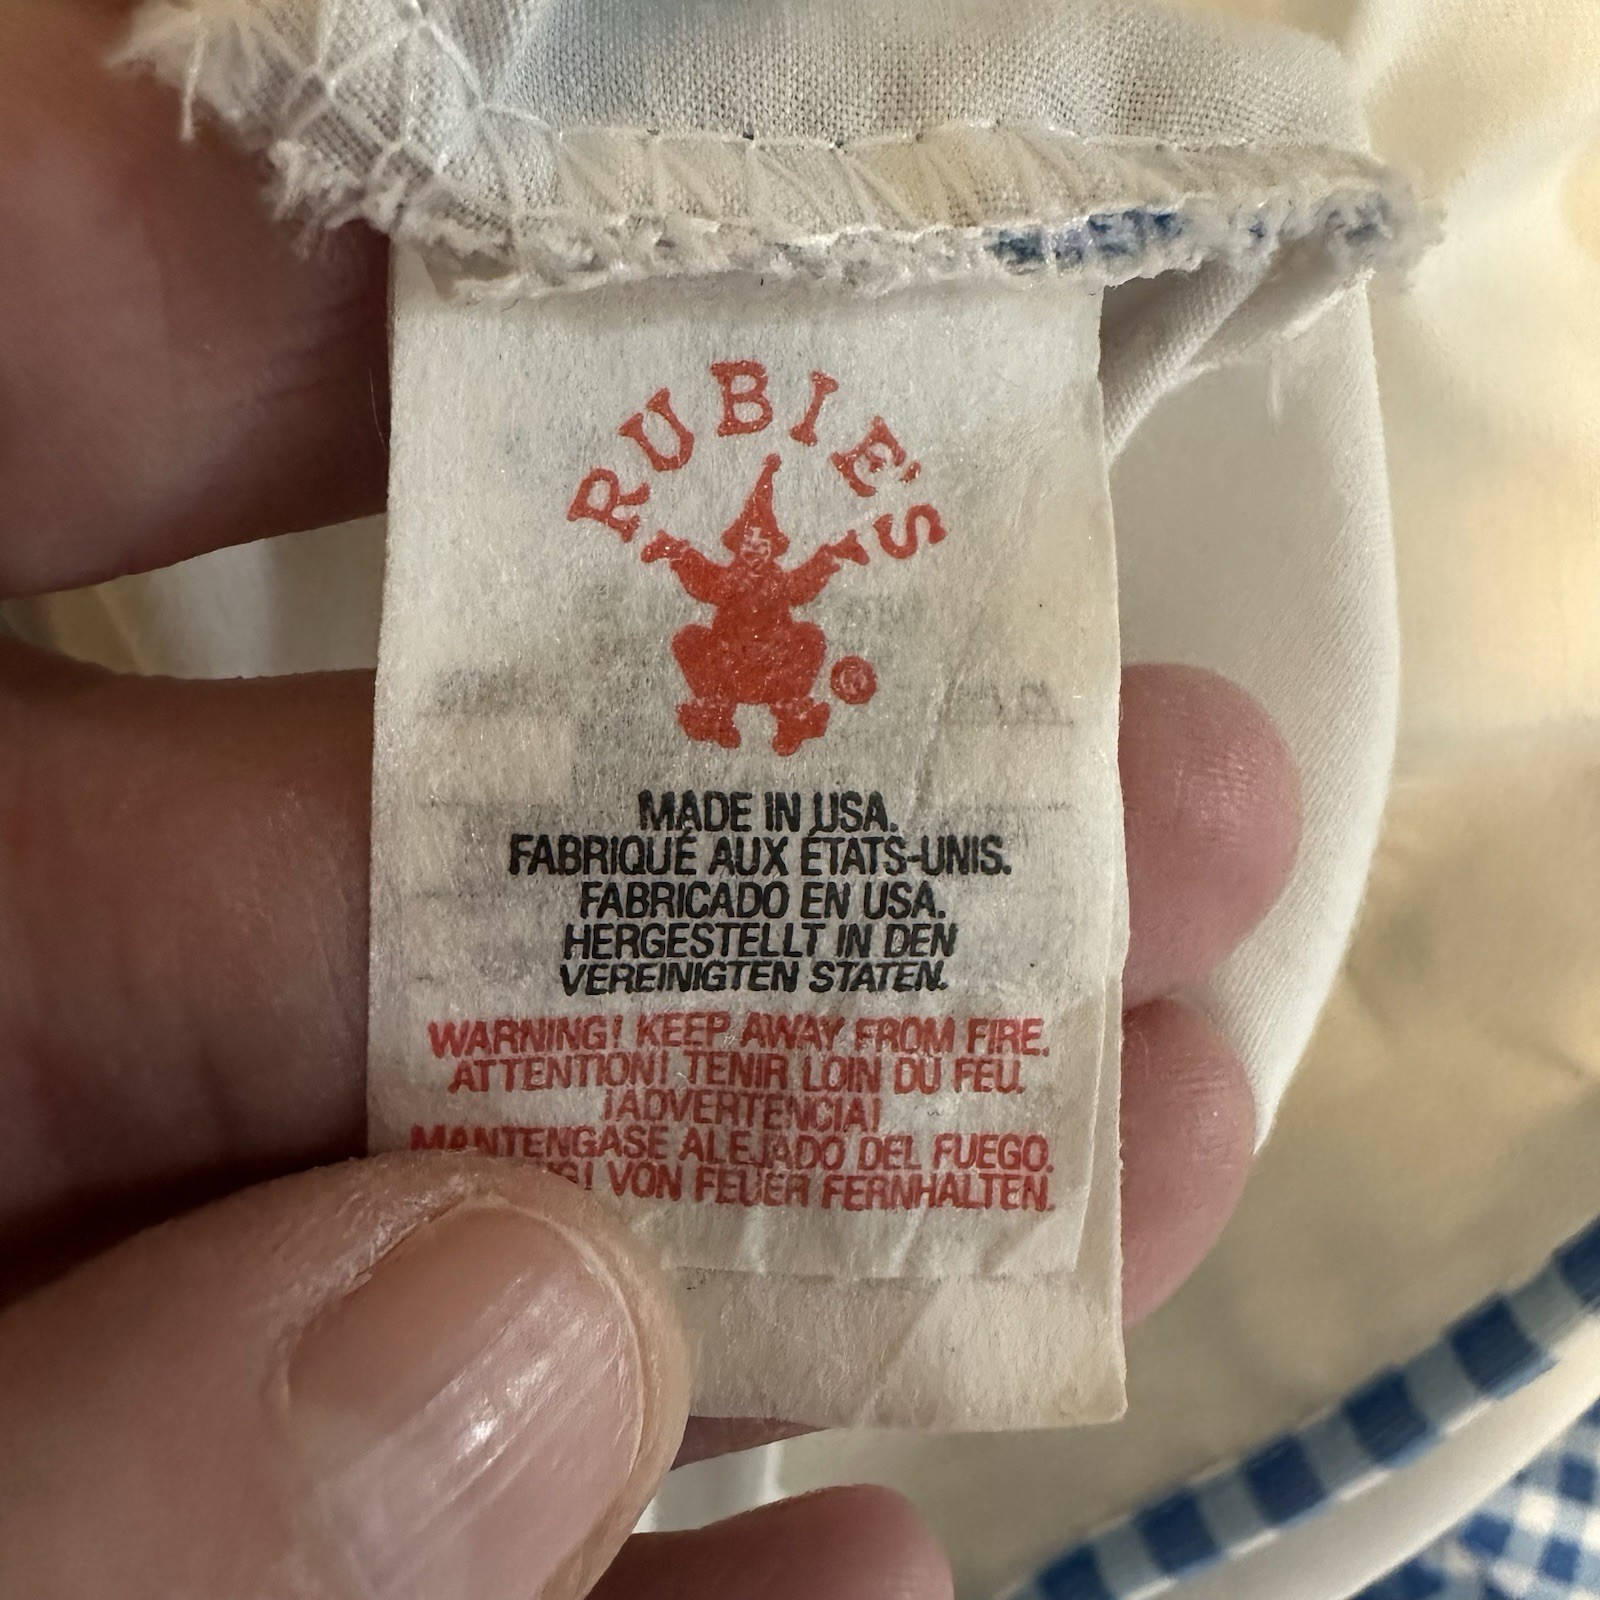 RUBIE'S
®
MADE IN USA.
FABRIQUÉ AUX ÉTATS-UNIS.
FABRICADO EN USA.
HERGESTELLT IN DEN
VEREINIGTEN STATEN.
WARNING! KEEP AWAY FROM FIRE.
ATTENTION! TENIR LOIN DU FEU.
¡ADVERTENCIA!
MANTENGASE ALEJADO DEL FUEGO.
VON FEUER FERNHALTEN.